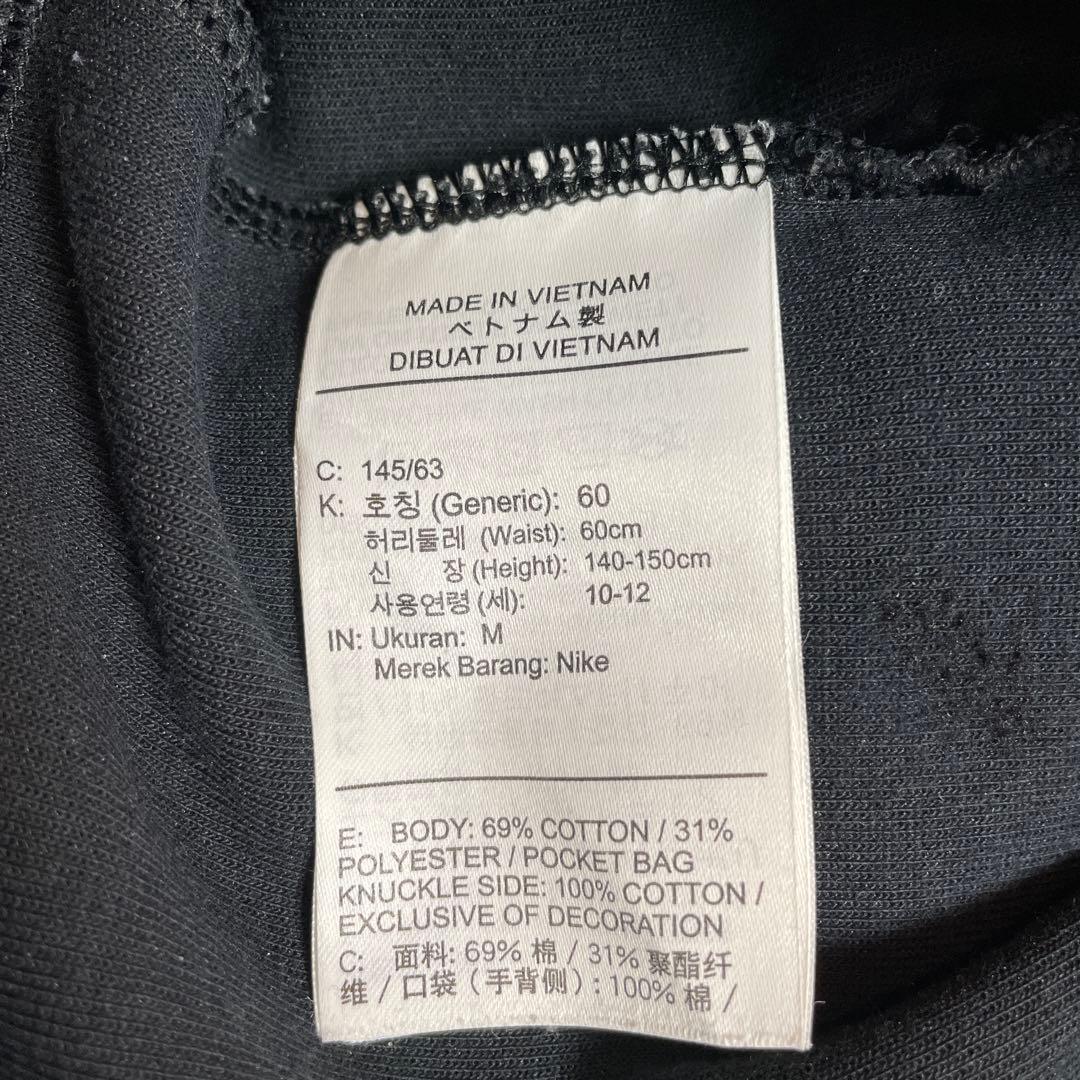 MADE IN VIETNAM
ベトナム製
DIBUAT DI VIETNAM
C: 145/63
K: 호칭 (Generic): 60
허리둘레 (Waist): 60cm
신 장 (Height): 140-150cm
사용연령 (세): 10-12
IN: Ukuran: M
Merek Barang: Nike
E: BODY: 69% COTTON / 31%
POLYESTER / POCKET BAG
KNUCKLE SIDE: 100% COTTON /
EXCLUSIVE OF DECORATION
C: 面料: 69% 棉 / 31% 聚酯纤
维 / 口袋 ( 手背侧 ) : 100% 棉 /